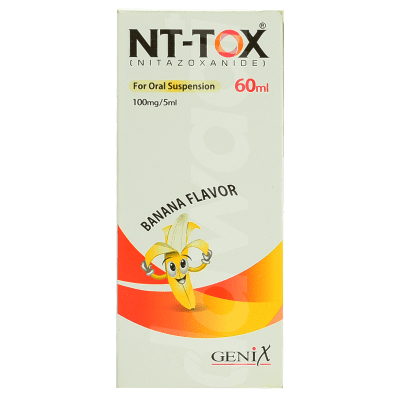 NT-TOX®
(NITAZOXANIDE)
For Oral Suspension 60ml
100mg/5ml
BANANA FLAVOR
GENiX